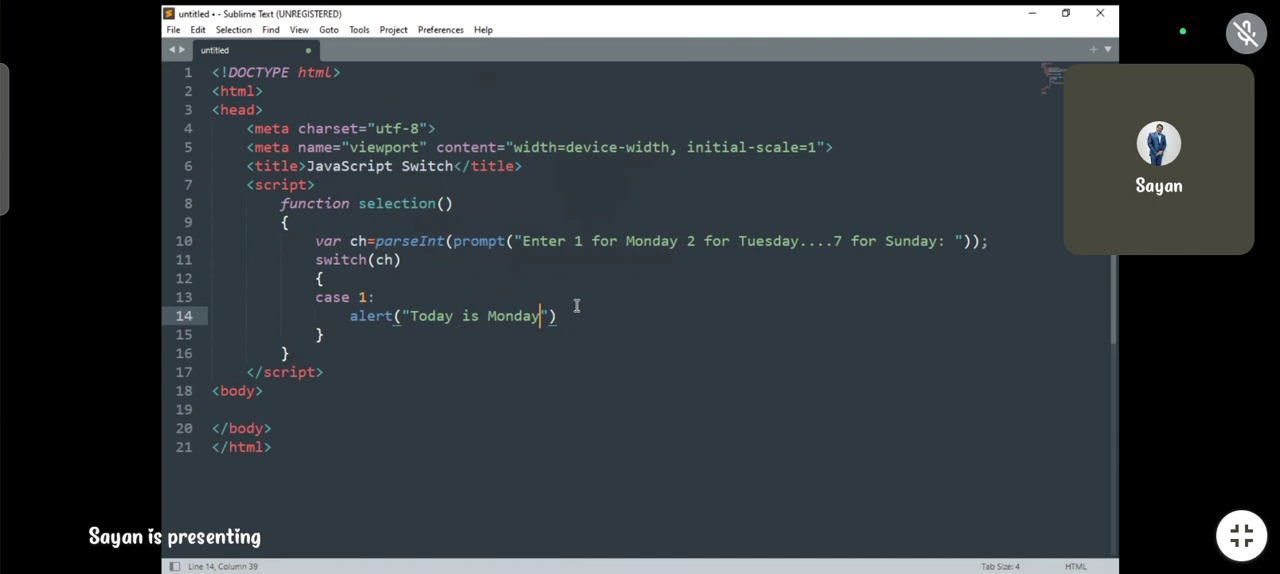 untitled • - Sublime Text (UNREGISTERED)
File Edit Selection Find View Goto Tools Project Preferences Help
untitled
1 <!DOCTYPE html>
2 <html>
3 <head>
4 <meta charset="utf-8">
5 <meta name="viewport" content="width=device-width, initial-scale=1">
6 <title>JavaScript Switch</title>
7 <script>
8 function selection()
9 {
10 var ch=parseInt(prompt("Enter 1 for Monday 2 for Tuesday....7 for Sunday: "));
11 switch(ch)
12 {
13 case 1:
14 alert("Today is Monday")
15 }
16 }
17 </script>
18 <body>
19
20 </body>
21 </html>
Sayan
Sayan is presenting
Line 14, Column 39
Tab Size: 4
HTML